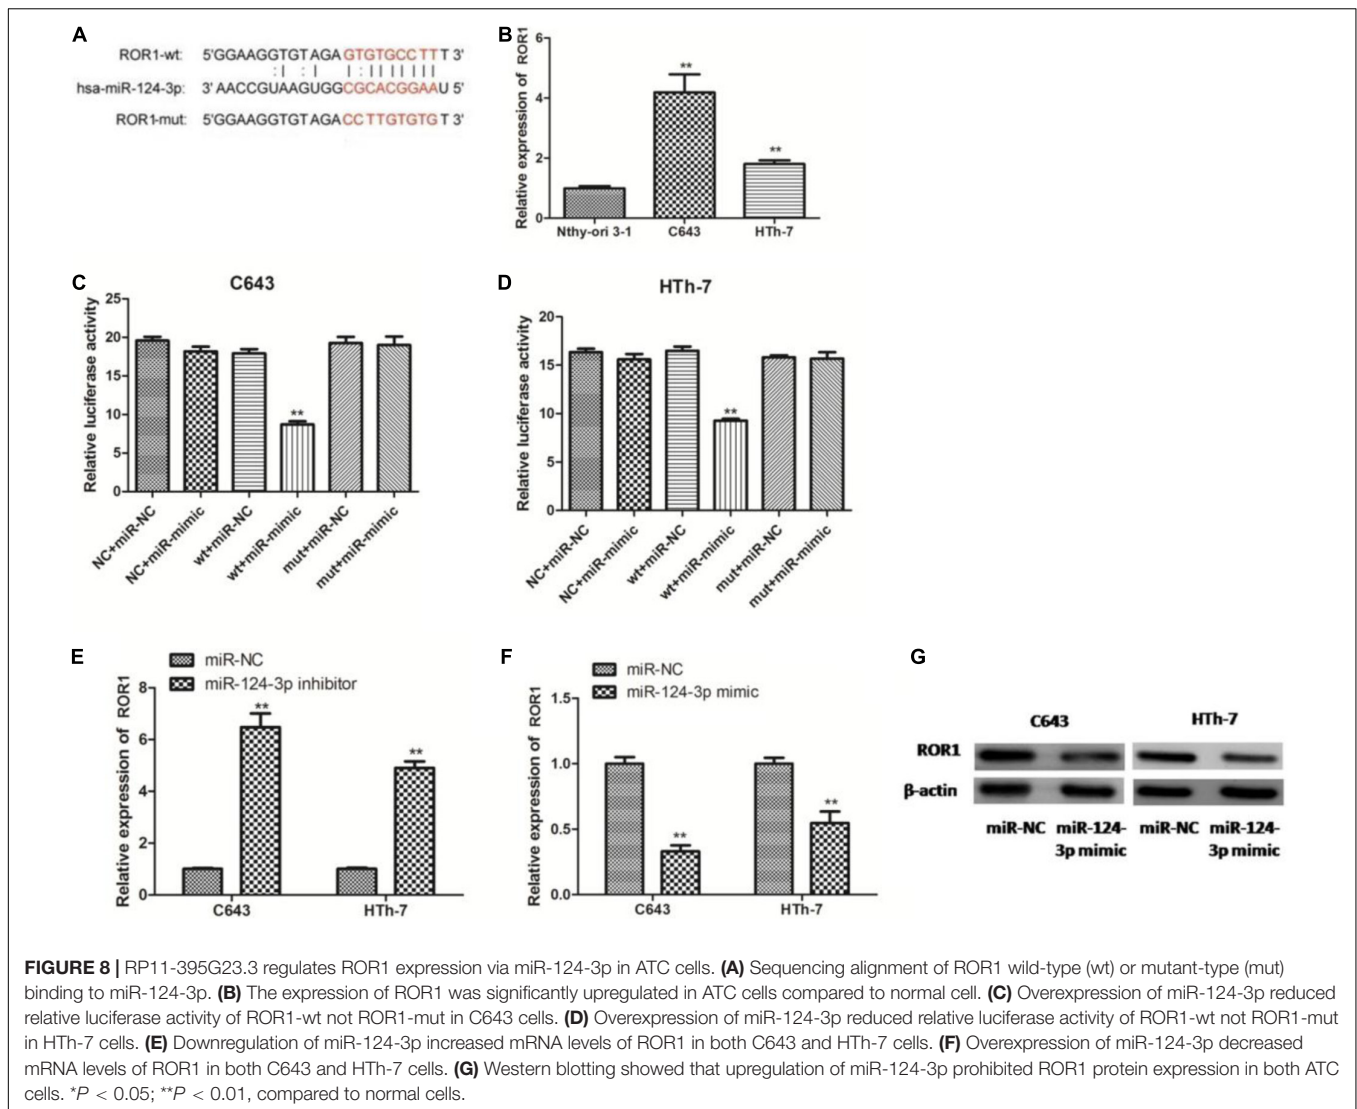 A
ROR1-wt: 5'GGAAGGTGTAGAGTGTGCCTTT 3'
hsa-miR-124-3p: 3' AACCGUAAGUGGCGCACGGAAU 5'
ROR1-mut: 5'GGAAGGTGTAGACCTTGTGTGT 3'
B
Relative expression of ROR1
6
4
2
0
**
**
Nthy-ori 3-1 C643 HTh-7
C
C643
Relative luciferase activity
25
20
15
10
5
0
**
NC+miR-NC
NC+miR-mimic
wt+miR-NC
wt+miR-mimic
mut+miR-NC
mut+miR-mimic
D
HTh-7
Relative luciferase activity
20
15
10
5
0
**
NC+miR-NC
NC+miR-mimic
wt+miR-NC
wt+miR-mimic
mut+miR-NC
mut+miR-mimic
E
miR-NC
miR-124-3p inhibitor
Relative expression of ROR1
8
6
4
2
0
**
**
C643 HTh-7
F
miR-NC
miR-124-3p mimic
Relative expression of ROR1
1.5
1.0
0.5
0.0
**
**
C643 HTh-7
G
C643 HTh-7
ROR1
β-actin
miR-NC miR-124- miR-NC miR-124-
3p mimic 3p mimic
FIGURE 8 | RP11-395G23.3 regulates ROR1 expression via miR-124-3p in ATC cells. (A) Sequencing alignment of ROR1 wild-type (wt) or mutant-type (mut)
binding to miR-124-3p. (B) The expression of ROR1 was significantly upregulated in ATC cells compared to normal cell. (C) Overexpression of miR-124-3p reduced
relative luciferase activity of ROR1-wt not ROR1-mut in C643 cells. (D) Overexpression of miR-124-3p reduced relative luciferase activity of ROR1-wt not ROR1-mut
in HTh-7 cells. (E) Downregulation of miR-124-3p increased mRNA levels of ROR1 in both C643 and HTh-7 cells. (F) Overexpression of miR-124-3p decreased
mRNA levels of ROR1 in both C643 and HTh-7 cells. (G) Western blotting showed that upregulation of miR-124-3p prohibited ROR1 protein expression in both ATC
cells. *P < 0.05; **P < 0.01, compared to normal cells.